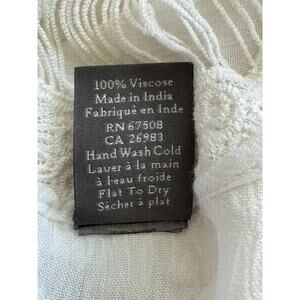 100% Viscose
Made in India
Fabriqué en Inde
RN 67508
CA 26983
Hand Wash Cold
Laver à la main
à l'eau froide
Flat To Dry
Sécher à plat